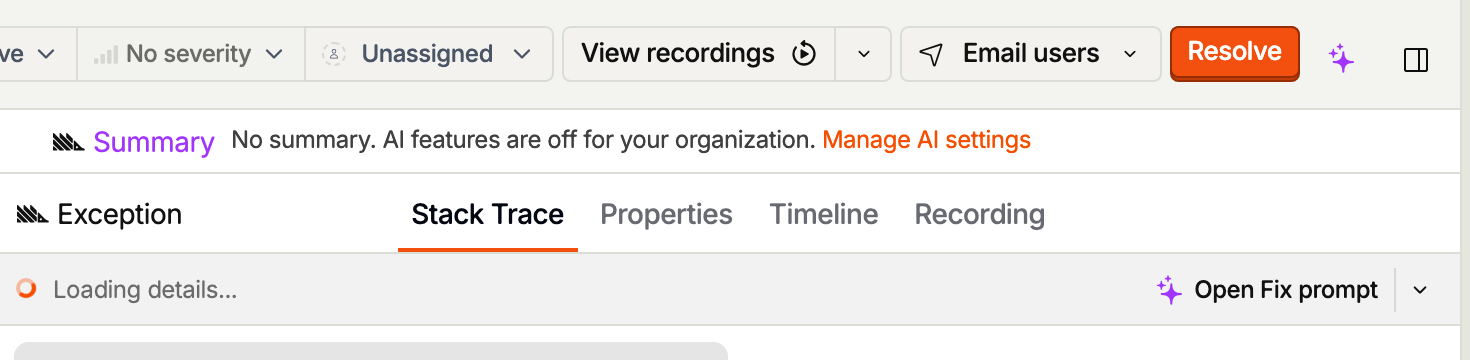 ve No severity Unassigned View recordings Email users Resolve
Summary No summary. AI features are off for your organization. Manage AI settings
Exception Stack Trace Properties Timeline Recording
Loading details... Open Fix prompt